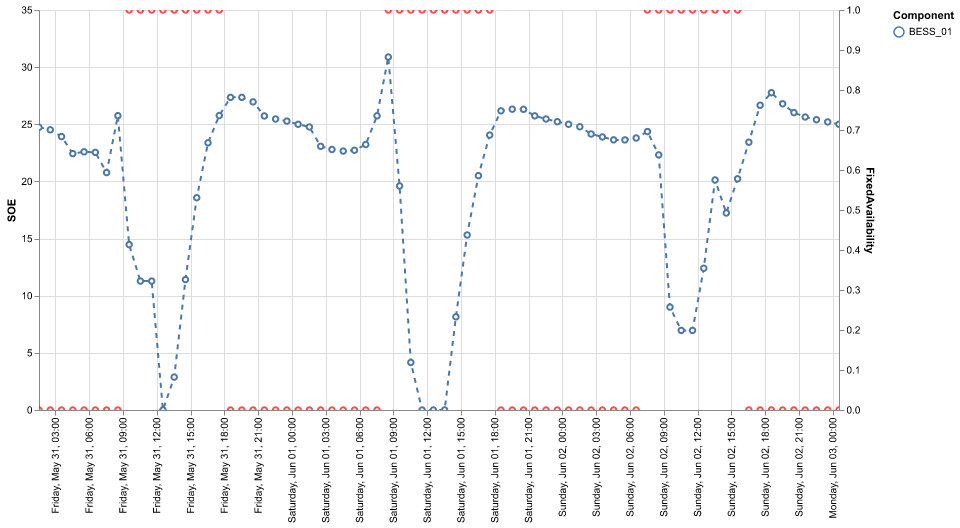 35
30
25
20
15
10
5
0
SOE
1.0
0.9
0.8
0.7
0.6
0.5
0.4
0.3
0.2
0.1
0.0
FixedAvailability
Component
BESS_01
Friday, May 31, 03:00
Friday, May 31, 06:00
Friday, May 31, 09:00
Friday, May 31, 12:00
Friday, May 31, 15:00
Friday, May 31, 18:00
Friday, May 31, 21:00
Saturday, Jun 01, 00:00
Saturday, Jun 01, 03:00
Saturday, Jun 01, 06:00
Saturday, Jun 01, 09:00
Saturday, Jun 01, 12:00
Saturday, Jun 01, 15:00
Saturday, Jun 01, 18:00
Saturday, Jun 01, 21:00
Sunday, Jun 02, 00:00
Sunday, Jun 02, 03:00
Sunday, Jun 02, 06:00
Sunday, Jun 02, 09:00
Sunday, Jun 02, 12:00
Sunday, Jun 02, 15:00
Sunday, Jun 02, 18:00
Sunday, Jun 02, 21:00
Monday, Jun 03, 00:00